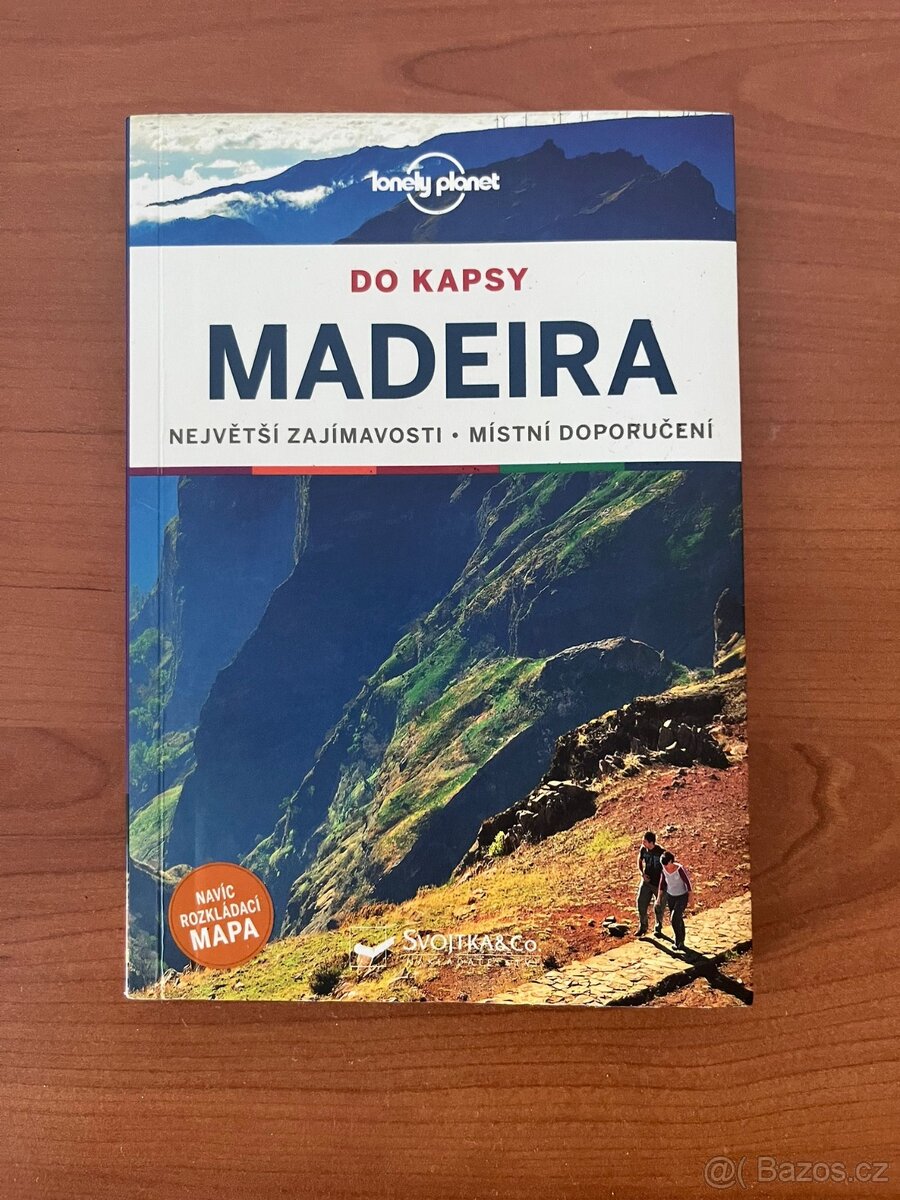 lonely planet
DO KAPSY
MADEIRA
NEJVĚTŠÍ ZAJÍMAVOSTI • MÍSTNÍ DOPORUČENÍ
NAVÍC
ROZKLÁDACÍ
MAPA
SVOJTKA&CO
@( Bazos.cz